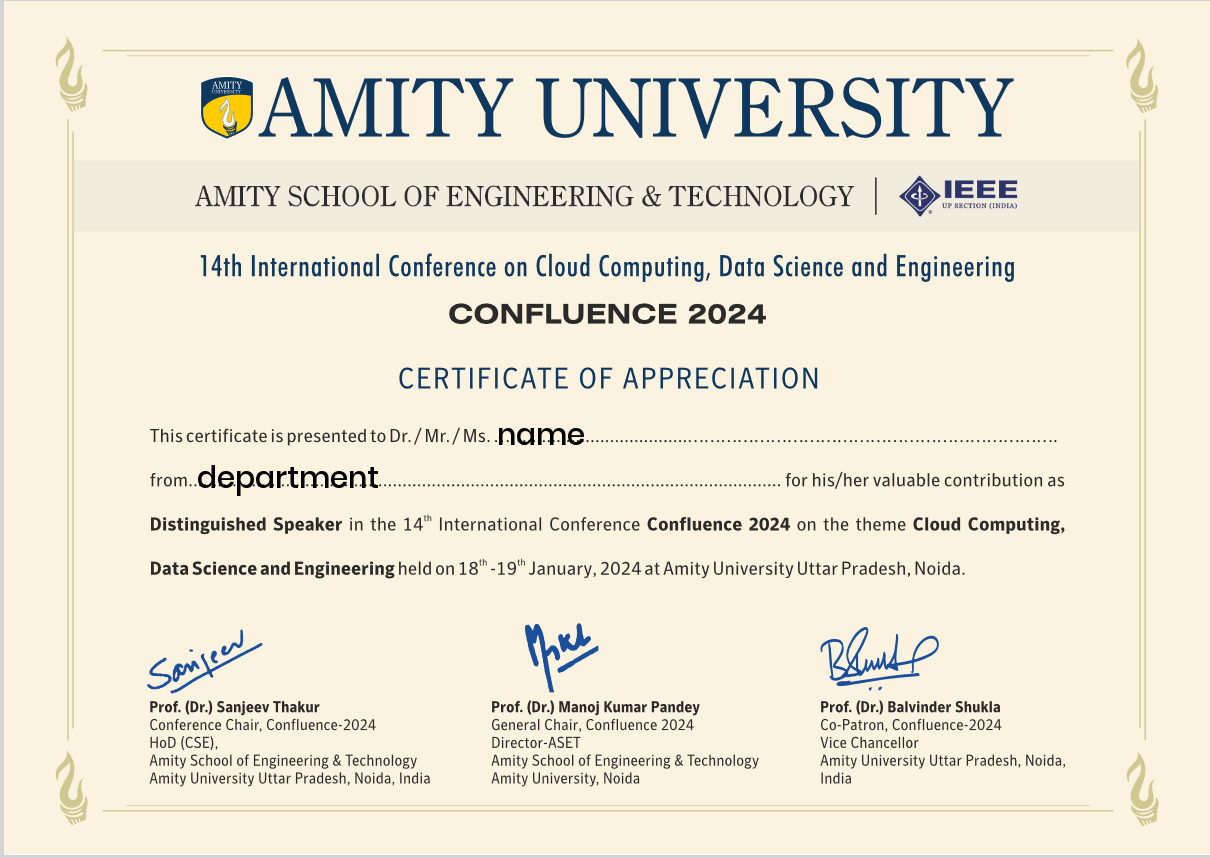 AMITY UNIVERSITY
AMITY UNIVERSITY
AMITY SCHOOL OF ENGINEERING & TECHNOLOGY
IEEE
UP SECTION (INDIA)
14th International Conference on Cloud Computing, Data Science and Engineering
CONFLUENCE 2024
CERTIFICATE OF APPRECIATION
This certificate is presented to Dr. / Mr. / Ms. name
from department for his/her valuable contribution as
Distinguished Speaker in the 14th International Conference Confluence 2024 on the theme Cloud Computing,
Data Science and Engineering held on 18th -19th January, 2024 at Amity University Uttar Pradesh, Noida.
Sanjeev
Prof. (Dr.) Sanjeev Thakur
Conference Chair, Confluence-2024
HoD (CSE),
Amity School of Engineering & Technology
Amity University Uttar Pradesh, Noida, India
Prof. (Dr.) Manoj Kumar Pandey
General Chair, Confluence 2024
Director-ASET
Amity School of Engineering & Technology
Amity University, Noida
Prof. (Dr.) Balvinder Shukla
Co-Patron, Confluence-2024
Vice Chancellor
Amity University Uttar Pradesh, Noida,
India